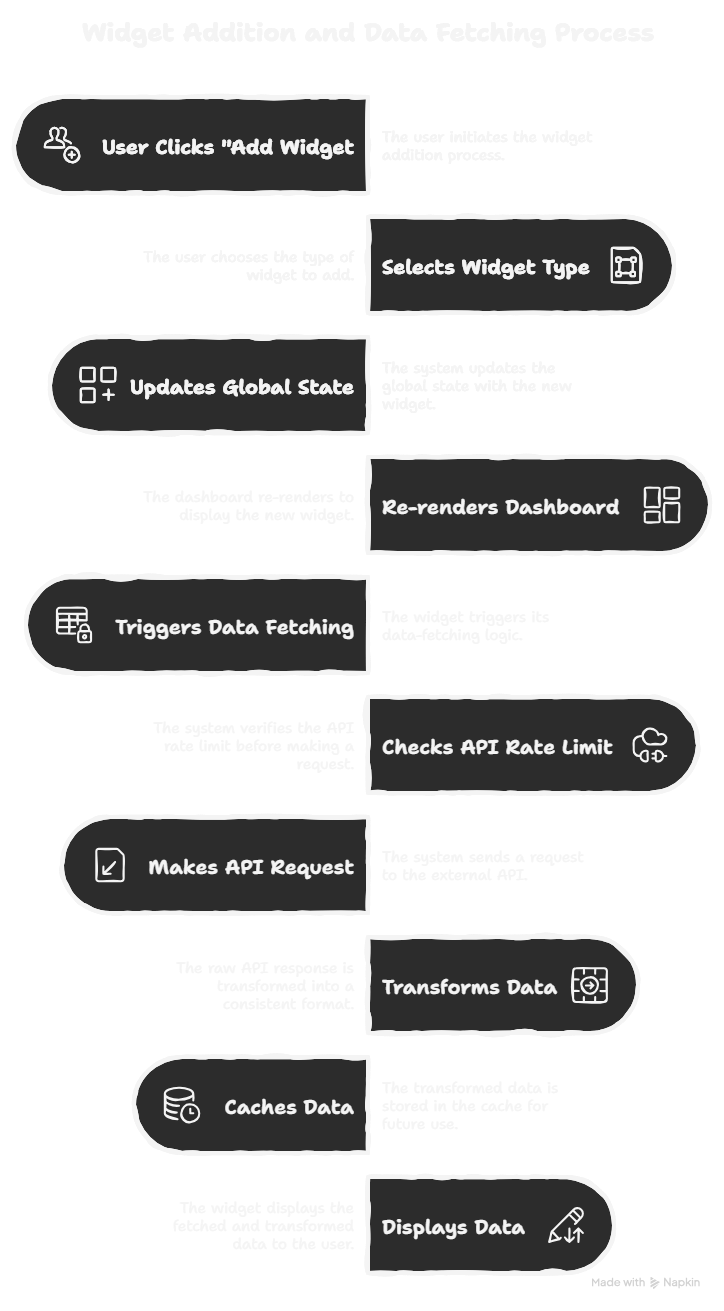 Widget Addition and Data Fetching Process
User Clicks "Add Widget
The user initiates the widget
addition process.
The user chooses the type of
widget to add.
Selects Widget Type
Updates Global State
The system updates the
global state with the new
widget.
The dashboard re-renders to
display the new widget.
Re-renders Dashboard
Triggers Data Fetching
The widget triggers its
data-fetching logic.
The system verifies the API
rate limit before making a
request.
Checks API Rate Limit
Makes API Request
The system sends a request
to the external API.
The raw API response is
transformed into a
consistent format.
Transforms Data
Caches Data
The transformed data is
stored in the cache for
future use.
The widget displays the
fetched and transformed
data to the user.
Displays Data
Made with Napkin